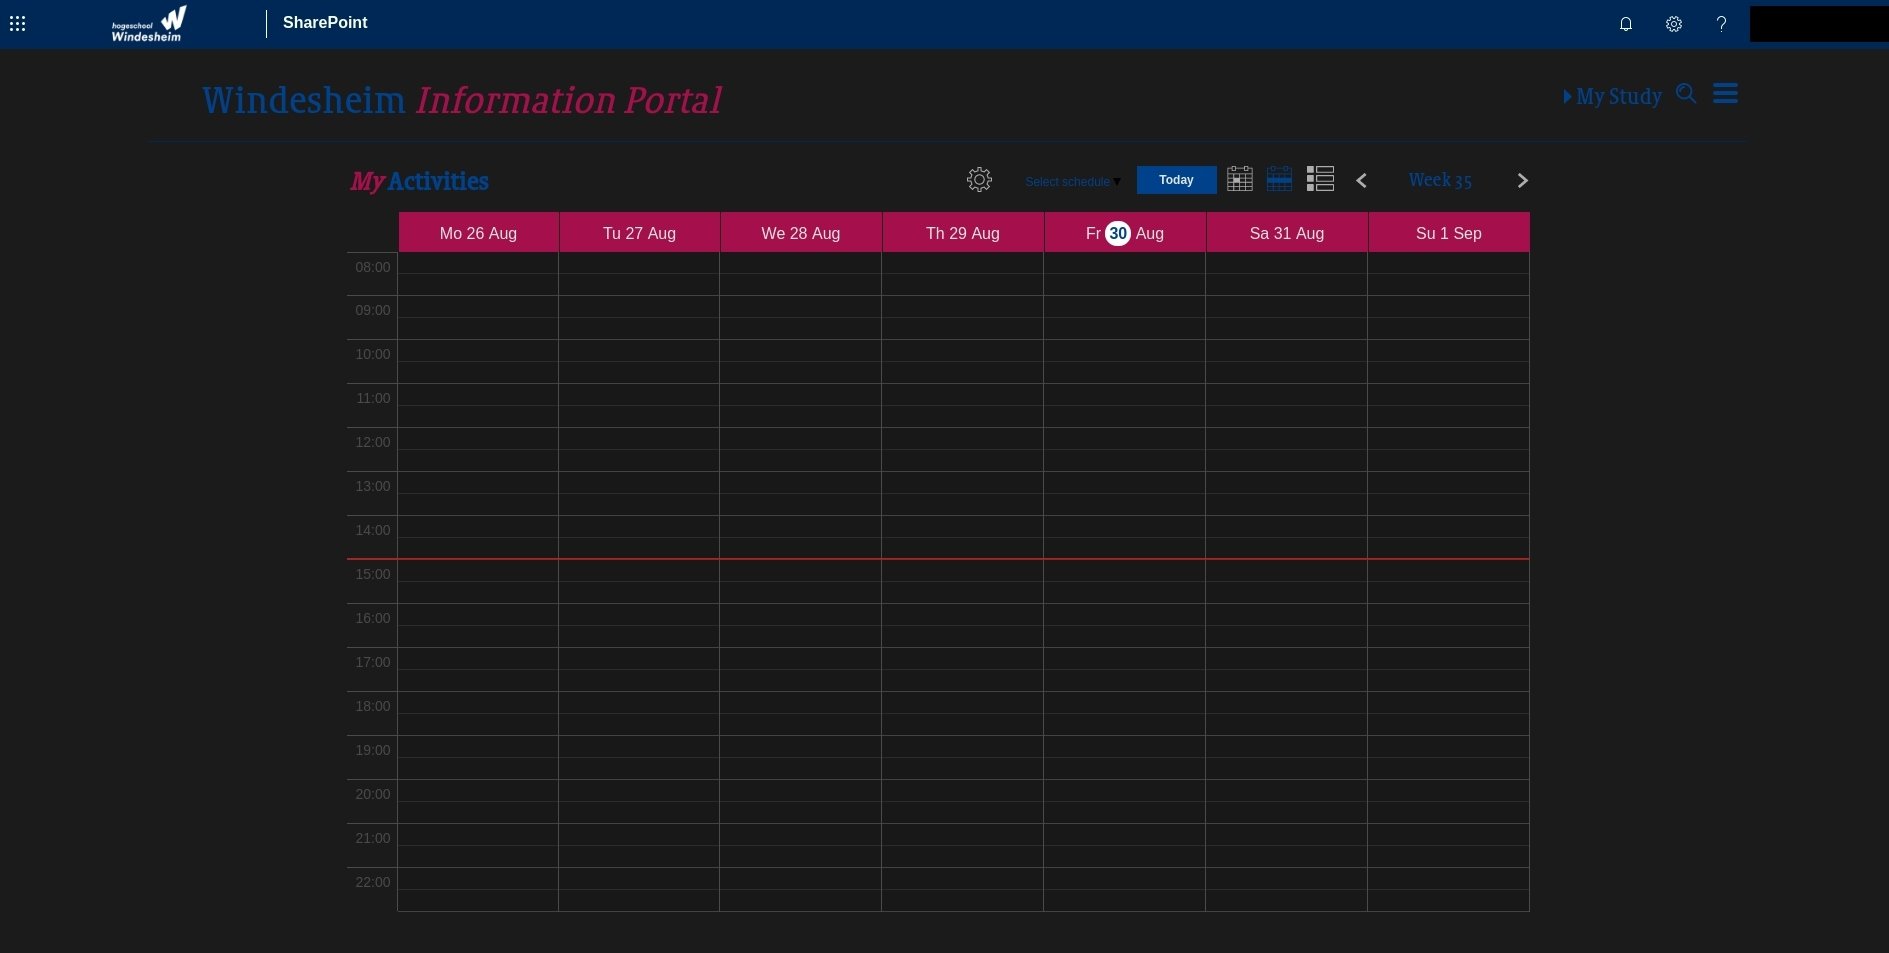 hogeschool
Windesheim
SharePoint
Windesheim Information Portal
My Study
My Activities
Select schedule
Today
Week 35
Mo 26 Aug
Tu 27 Aug
We 28 Aug
Th 29 Aug
Fr 30 Aug
Sa 31 Aug
Su 1 Sep
08:00
09:00
10:00
11:00
12:00
13:00
14:00
15:00
16:00
17:00
18:00
19:00
20:00
21:00
22:00